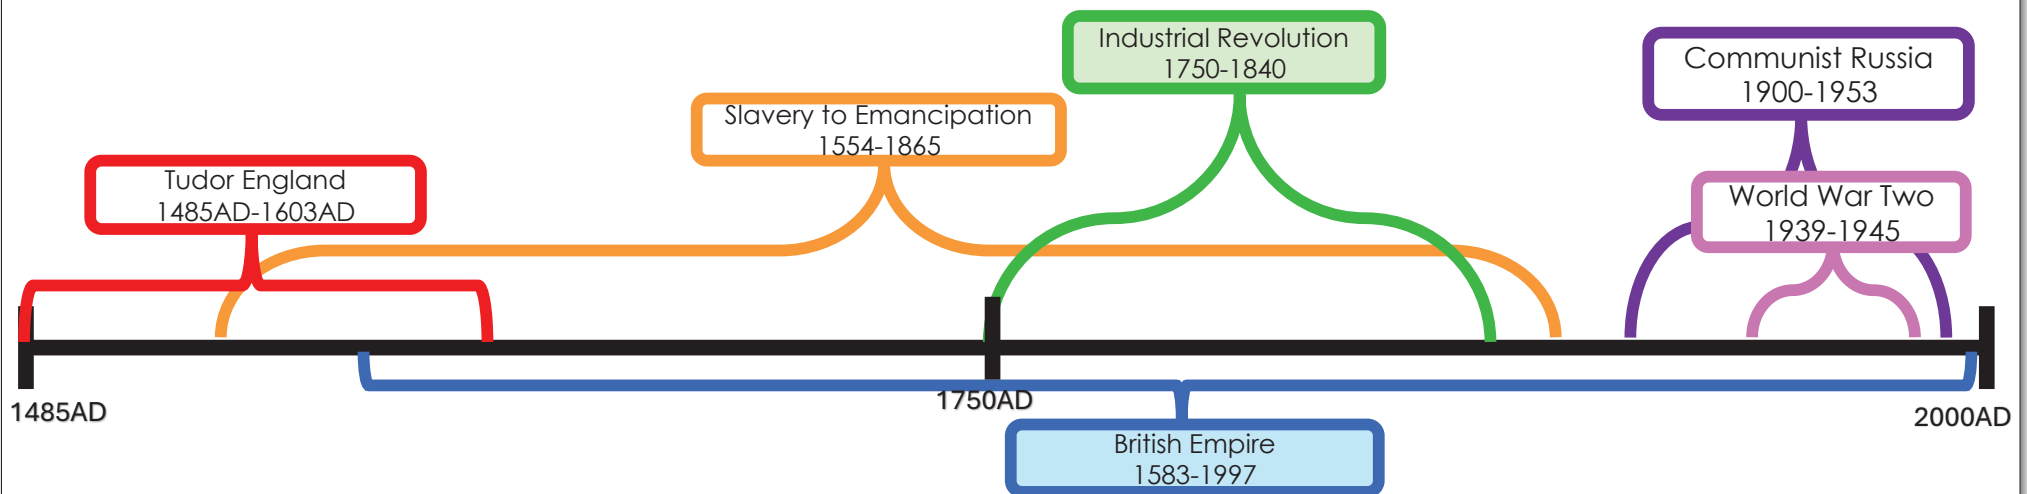 Industrial Revolution
1750-1840
Communist Russia
1900-1953
Slavery to Emancipation
1554-1865
Tudor England
1485AD-1603AD
World War Two
1939-1945
1485AD
1750AD
2000AD
British Empire
1583-1997